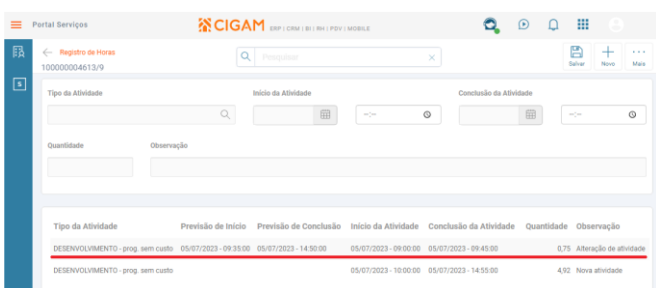 Portal Serviços CIGAM ERP | CRM | BI | RH | PDV | MOBILE
Registro de Horas Pesquisar
100000004613/9 Salvar Novo Mais
Tipo da Atividade Início da Atividade Conclusão da Atividade
--:-- --:--
Quantidade Observação
Tipo da Atividade Previsão de Início Previsão de Conclusão Início da Atividade Conclusão da Atividade Quantidade Observação
DESENVOLVIMENTO - prog. sem custo 05/07/2023 - 09:35:00 05/07/2023 - 14:50:00 05/07/2023 - 09:00:00 05/07/2023 - 09:45:00 0,75 Alteração de atividade
DESENVOLVIMENTO - prog. sem custo 05/07/2023 - 10:00:00 05/07/2023 - 14:55:00 4,92 Nova atividade